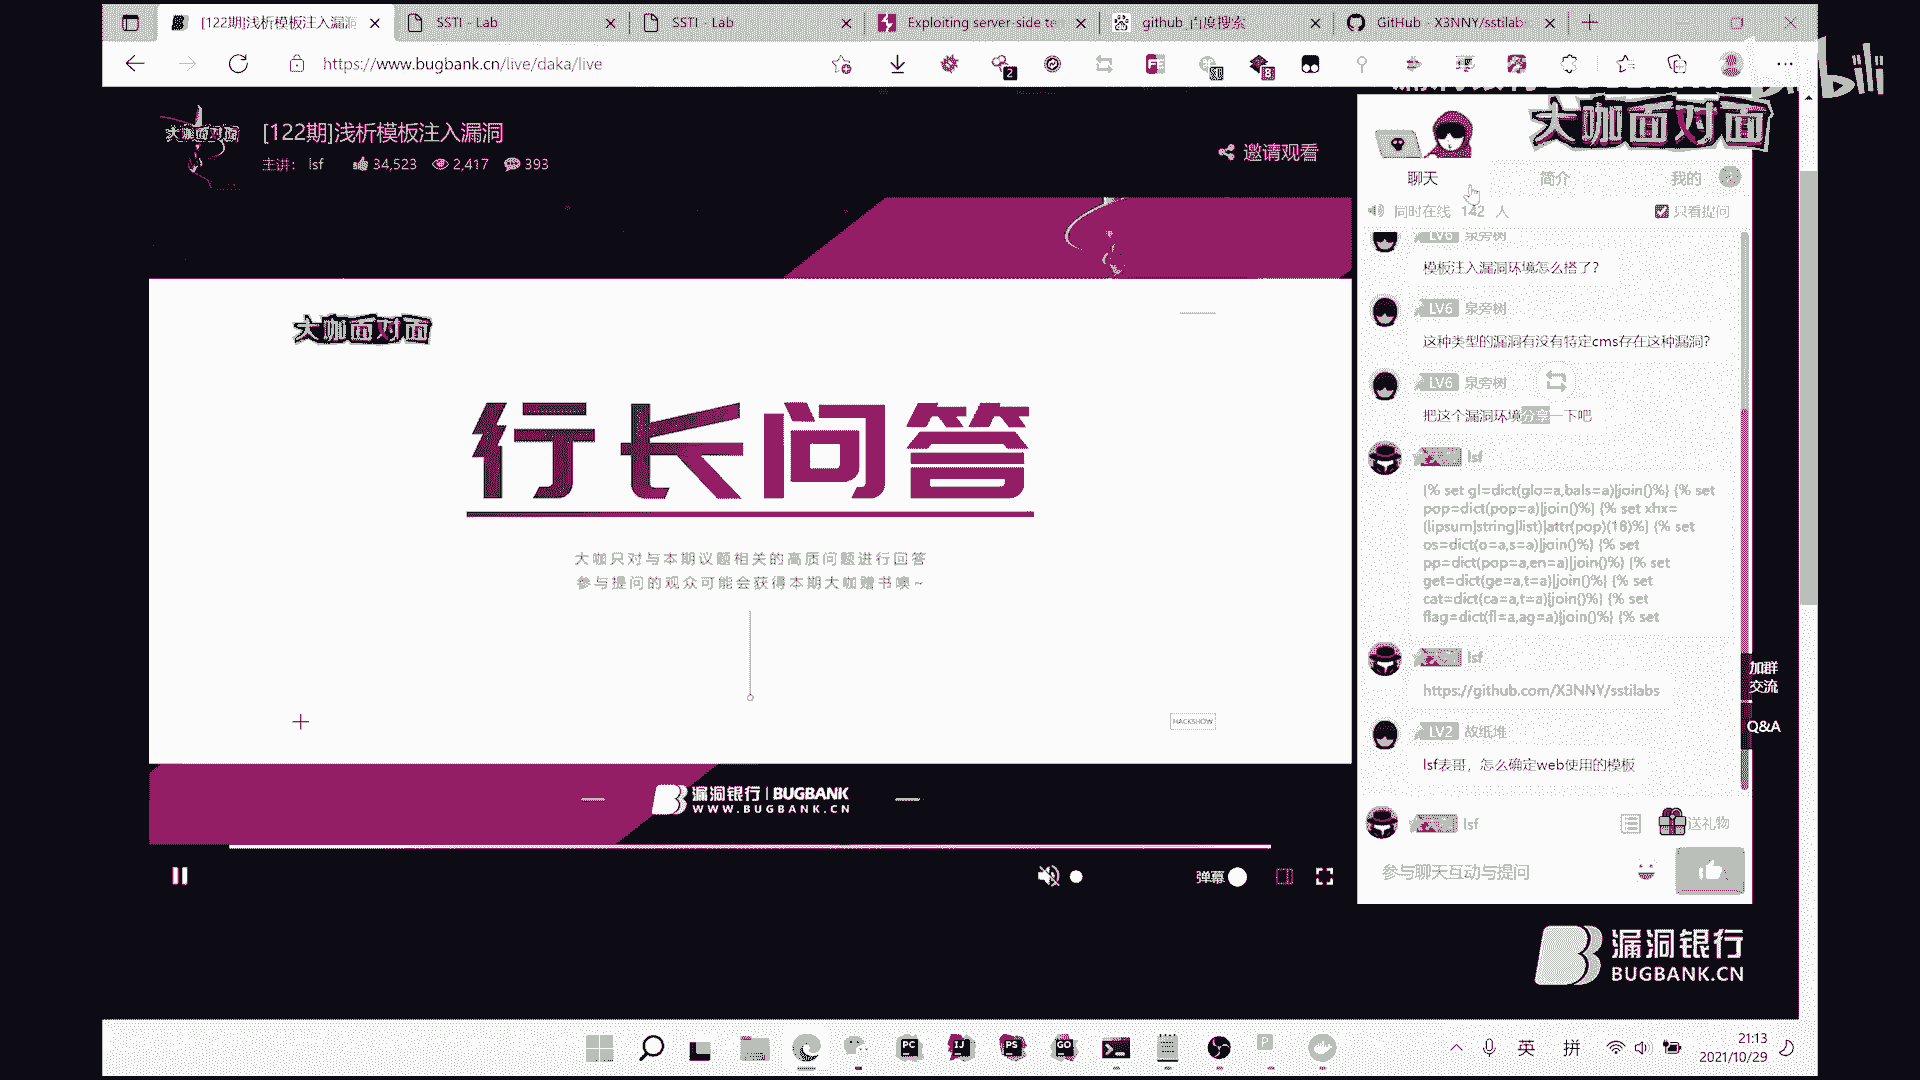 [122期]浅析模板注入漏洞
SSTI - Lab
SSTI - Lab
Exploiting server-side te
github_百度搜索
GitHub - X3NNY/sstilab
https://www.bugbank.cn/live/daka/live
bilibili
大咖面对面
[122期]浅析模板注入漏洞
主讲: lsf 34,523 2,417 393
邀请观看
大咖面对面
聊天 简介 我的
同时在线 142 人 只看提问
LV6 泉旁树
模板注入漏洞环境怎么搭了?
LV6 泉旁树
这种类型的漏洞有没有特定cms存在这种漏洞?
LV6 泉旁树
把这个漏洞环境分享一下吧
lsf
{% set gl=dict(glo=a,bals=a)|join()%} {% set
pop=dict(pop=a)|join()%} {% set xhx=
(lipsum|string|list)|attr(pop)(18)%} {% set
os=dict(o=a,s=a)|join()%} {% set
pp=dict(pop=a,en=a)|join()%} {% set
get=dict(ge=a,t=a)|join()%} {% set
cat=dict(ca=a,t=a)|join()%} {% set
flag=dict(fl=a,ag=a)|join()%} {% set
lsf
https://github.com/X3NNY/sstilabs
LV2 故纸堆
lsf表哥，怎么确定web使用的模板
lsf
送礼物
参与聊天互动与提问
加群
交流
Q&A
大咖面对面
行长问答
大咖只对与本期议题相关的高质问题进行回答
参与提问的观众可能会获得本期大咖赠书噢~
HACKSHOW
漏洞银行 | BUGBANK
WWW.BUGBANK.CN
弹幕
漏洞银行
BUGBANK.CN
英 拼
21:13
2021/10/29